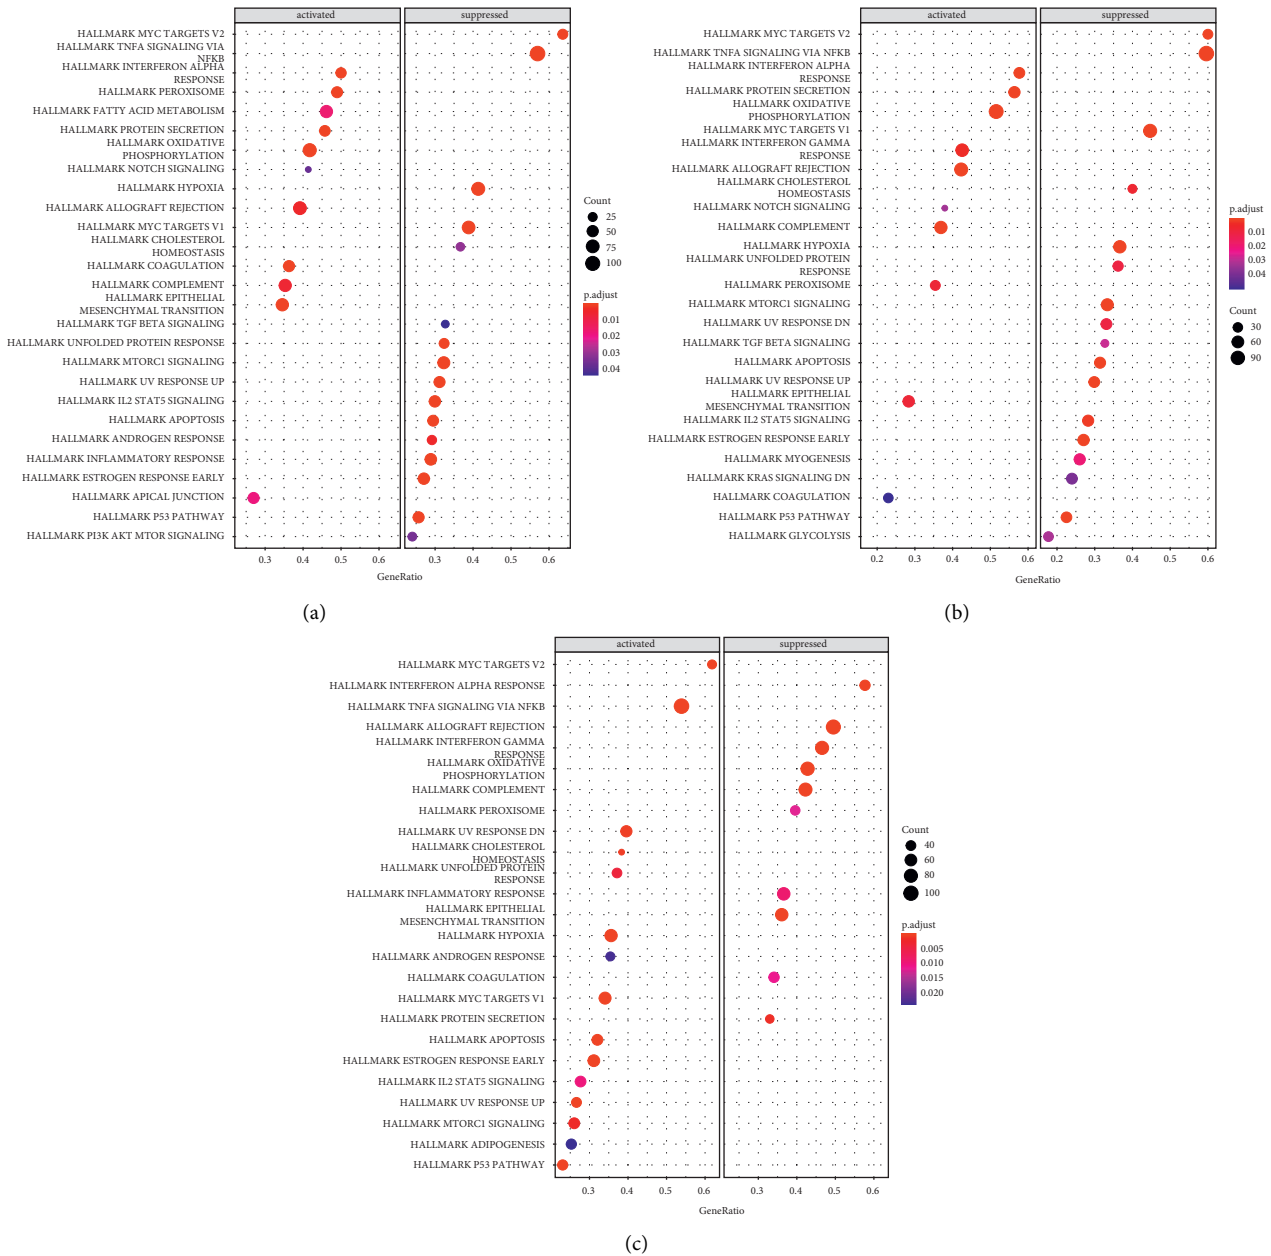 activated
suppressed
HALLMARK MYC TARGETS V2
HALLMARK TNFA SIGNALING VIA
NFKB
HALLMARK INTERFERON ALPHA
RESPONSE
HALLMARK PEROXISOME
HALLMARK FATTY ACID METABOLISM
HALLMARK PROTEIN SECRETION
HALLMARK OXIDATIVE
PHOSPHORYLATION
HALLMARK NOTCH SIGNALING
HALLMARK HYPOXIA
HALLMARK ALLOGRAFT REJECTION
HALLMARK MYC TARGETS V1
HALLMARK CHOLESTEROL
HOMEOSTASIS
HALLMARK COAGULATION
HALLMARK COMPLEMENT
HALLMARK EPITHELIAL
MESENCHYMAL TRANSITION
HALLMARK TGF BETA SIGNALING
HALLMARK UNFOLDED PROTEIN RESPONSE
HALLMARK MTORC1 SIGNALING
HALLMARK UV RESPONSE UP
HALLMARK IL2 STAT5 SIGNALING
HALLMARK APOPTOSIS
HALLMARK ANDROGEN RESPONSE
HALLMARK INFLAMMATORY RESPONSE
HALLMARK ESTROGEN RESPONSE EARLY
HALLMARK APICAL JUNCTION
HALLMARK P53 PATHWAY
HALLMARK PI3K AKT MTOR SIGNALING
0.3 0.4 0.5 0.6 0.3 0.4 0.5 0.6
GeneRatio
Count
25
50
75
100
p.adjust
0.01
0.02
0.03
0.04
(a)
activated
suppressed
HALLMARK MYC TARGETS V2
HALLMARK TNFA SIGNALING VIA NFKB
HALLMARK INTERFERON ALPHA
RESPONSE
HALLMARK PROTEIN SECRETION
HALLMARK OXIDATIVE
PHOSPHORYLATION
HALLMARK MYC TARGETS V1
HALLMARK INTERFERON GAMMA
RESPONSE
HALLMARK ALLOGRAFT REJECTION
HALLMARK CHOLESTEROL
HOMEOSTASIS
HALLMARK NOTCH SIGNALING
HALLMARK COMPLEMENT
HALLMARK HYPOXIA
HALLMARK UNFOLDED PROTEIN
RESPONSE
HALLMARK PEROXISOME
HALLMARK MTORC1 SIGNALING
HALLMARK UV RESPONSE DN
HALLMARK TGF BETA SIGNALING
HALLMARK APOPTOSIS
HALLMARK UV RESPONSE UP
HALLMARK EPITHELIAL
MESENCHYMAL TRANSITION
HALLMARK IL2 STAT5 SIGNALING
HALLMARK ESTROGEN RESPONSE EARLY
HALLMARK MYOGENESIS
HALLMARK KRAS SIGNALING DN
HALLMARK COAGULATION
HALLMARK P53 PATHWAY
HALLMARK GLYCOLYSIS
0.2 0.3 0.4 0.5 0.6 0.2 0.3 0.4 0.5 0.6
GeneRatio
p.adjust
0.01
0.02
0.03
0.04
Count
30
60
90
(b)
activated
suppressed
HALLMARK MYC TARGETS V2
HALLMARK INTERFERON ALPHA RESPONSE
HALLMARK TNFA SIGNALING VIA NFKB
HALLMARK ALLOGRAFT REJECTION
HALLMARK INTERFERON GAMMA
RESPONSE
HALLMARK OXIDATIVE
PHOSPHORYLATION
HALLMARK COMPLEMENT
HALLMARK PEROXISOME
HALLMARK UV RESPONSE DN
HALLMARK CHOLESTEROL
HOMEOSTASIS
HALLMARK UNFOLDED PROTEIN
RESPONSE
HALLMARK INFLAMMATORY RESPONSE
HALLMARK EPITHELIAL
MESENCHYMAL TRANSITION
HALLMARK HYPOXIA
HALLMARK ANDROGEN RESPONSE
HALLMARK COAGULATION
HALLMARK MYC TARGETS V1
HALLMARK PROTEIN SECRETION
HALLMARK APOPTOSIS
HALLMARK ESTROGEN RESPONSE EARLY
HALLMARK IL2 STAT5 SIGNALING
HALLMARK UV RESPONSE UP
HALLMARK MTORC1 SIGNALING
HALLMARK ADIPOGENESIS
HALLMARK P53 PATHWAY
0.3 0.4 0.5 0.6 0.3 0.4 0.5 0.6
GeneRatio
Count
40
60
80
100
p.adjust
0.005
0.010
0.015
0.020
(c)